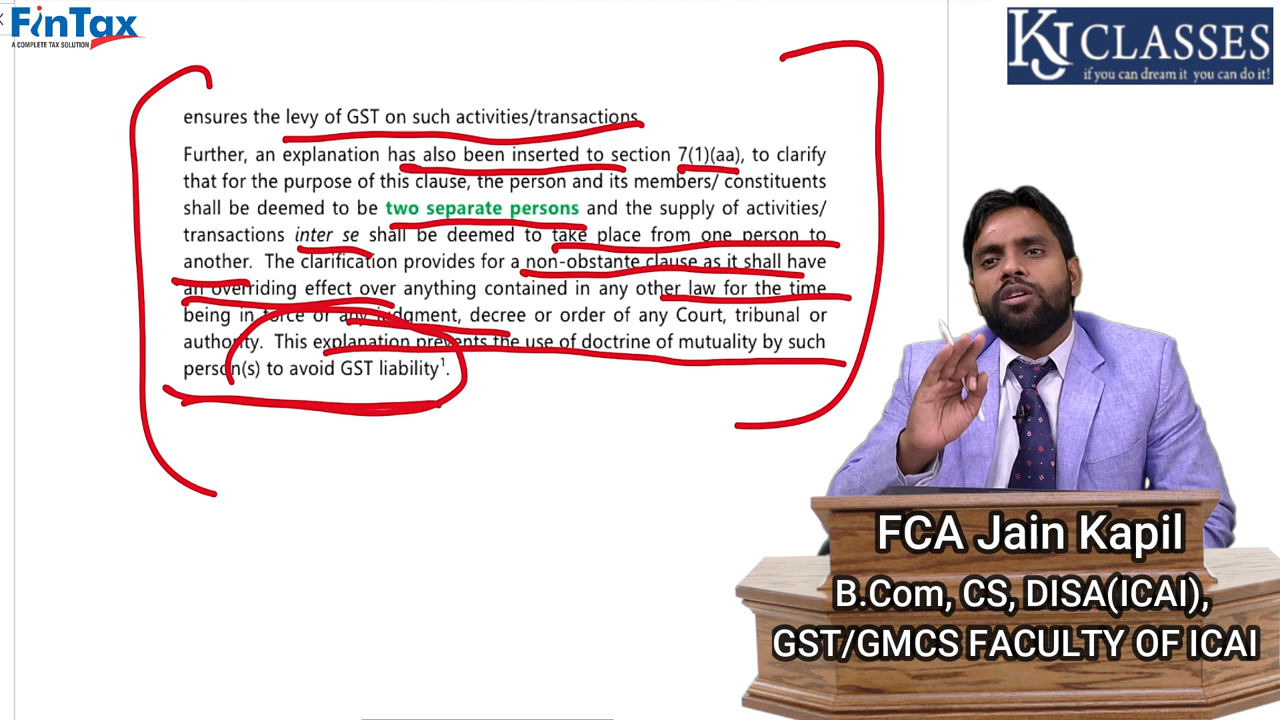 FinTax
A COMPLETE TAX SOLUTION
KJ CLASSES
if you can dream it you can do it!
ensures the levy of GST on such activities/transactions.
Further, an explanation has also been inserted to section 7(1)(aa), to clarify
that for the purpose of this clause, the person and its members/ constituents
shall be deemed to be two separate persons and the supply of activities/
transactions inter se shall be deemed to take place from one person to
another. The clarification provides for a non-obstante clause as it shall have
an overriding effect over anything contained in any other law for the time
being in force or any judgment, decree or order of any Court, tribunal or
authority. This explanation prevents the use of doctrine of mutuality by such
person(s) to avoid GST liability¹.
FCA Jain Kapil
B.Com, CS, DISA(ICAI),
GST/GMCS FACULTY OF ICAI